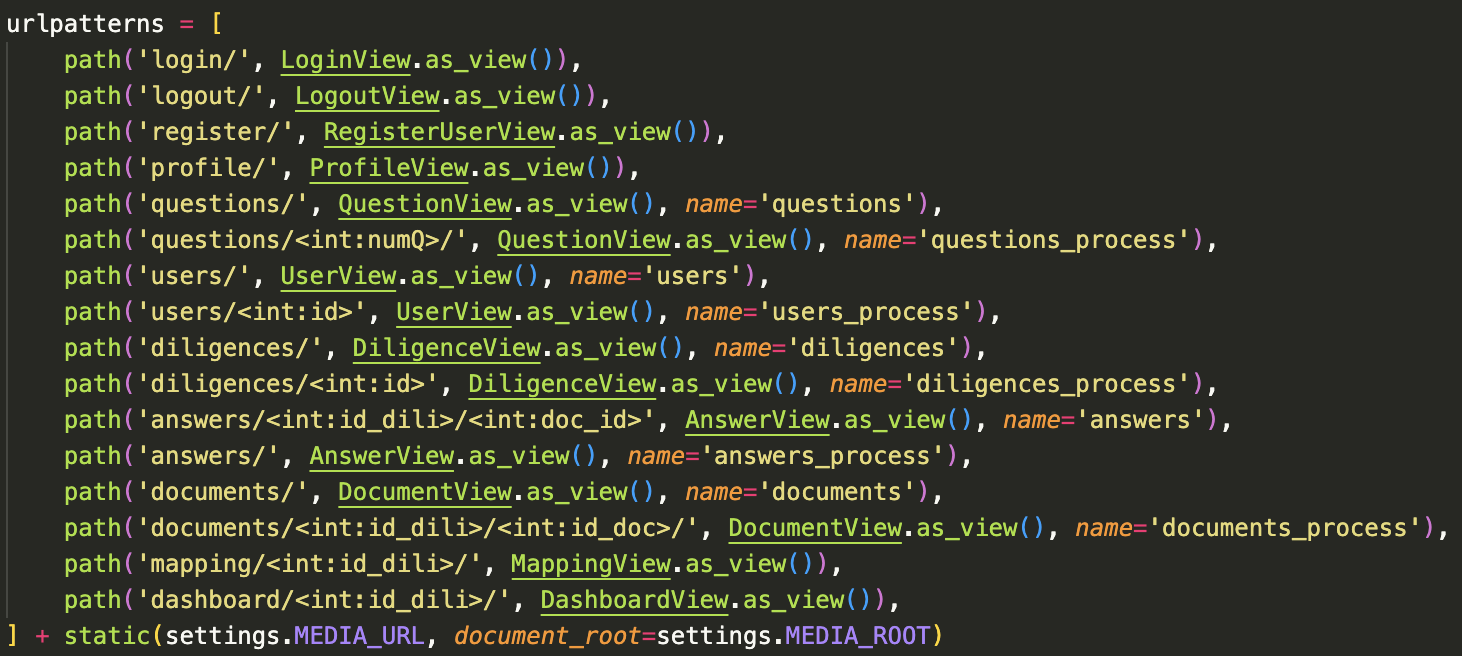 urlpatterns = [
    path('login/', LoginView.as_view()),
    path('logout/', LogoutView.as_view()),
    path('register/', RegisterUserView.as_view()),
    path('profile/', ProfileView.as_view()),
    path('questions/', QuestionView.as_view(), name='questions'),
    path('questions/<int:numQ>/', QuestionView.as_view(), name='questions_process'),
    path('users/', UserView.as_view(), name='users'),
    path('users/<int:id>', UserView.as_view(), name='users_process'),
    path('diligences/', DiligenceView.as_view(), name='diligences'),
    path('diligences/<int:id>', DiligenceView.as_view(), name='diligences_process'),
    path('answers/<int:id_dili>/<int:doc_id>', AnswerView.as_view(), name='answers'),
    path('answers/', AnswerView.as_view(), name='answers_process'),
    path('documents/', DocumentView.as_view(), name='documents'),
    path('documents/<int:id_dili>/<int:id_doc>/', DocumentView.as_view(), name='documents_process'),
    path('mapping/<int:id_dili>/', MappingView.as_view()),
    path('dashboard/<int:id_dili>/', DashboardView.as_view()),
] + static(settings.MEDIA_URL, document_root=settings.MEDIA_ROOT)